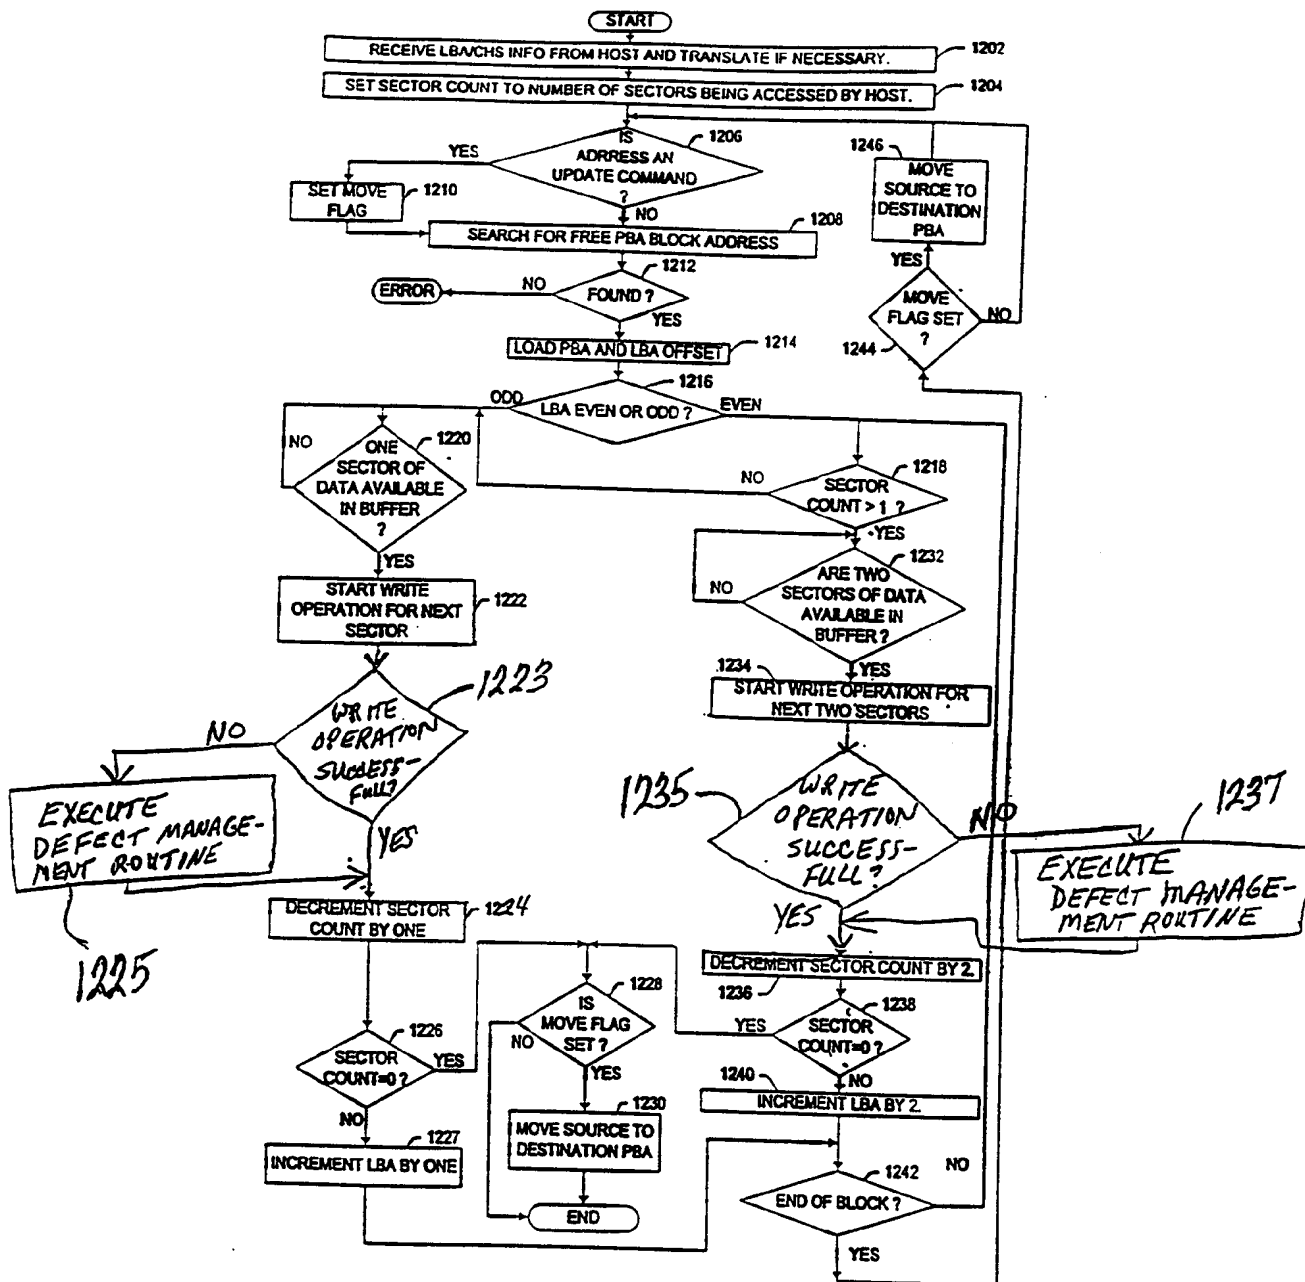 START
RECEIVE LBA/CHS INFO FROM HOST AND TRANSLATE IF NECESSARY.
1202
SET SECTOR COUNT TO NUMBER OF SECTORS BEING ACCESSED BY HOST.
1204
IS
ADRRESS AN
UPDATE COMMAND
?
1206
YES
NO
SET MOVE
FLAG
1210
1208
SEARCH FOR FREE PBA BLOCK ADDRESS
1246
MOVE
SOURCE TO
DESTINATION
PBA
YES
MOVE
FLAG SET
?
NO
1244
1212
FOUND ?
NO
ERROR
YES
LOAD PBA AND LBA OFFSET
1214
1216
LBA EVEN OR ODD ?
ODD
EVEN
1220
NO
ONE
SECTOR OF
DATA AVAILABLE
IN BUFFER
?
YES
1218
NO
SECTOR
COUNT > 1 ?
YES
1232
NO
ARE TWO
SECTORS OF DATA
AVAILABLE IN
BUFFER ?
YES
START WRITE
OPERATION FOR NEXT
SECTOR
1222
1234
START WRITE OPERATION FOR
NEXT TWO SECTORS
1223
WRITE
OPERATION
SUCCESS-
FULL?
NO
YES
EXECUTE
DEFECT MANAGE-
MENT ROUTINE
1225
1235
WRITE
OPERATION
SUCCESS-
FULL?
NO
YES
1237
EXECUTE
DEFECT MANAGE-
MENT ROUTINE
DECREMENT SECTOR
COUNT BY ONE
1224
DECREMENT SECTOR COUNT BY 2.
1236
1226
SECTOR
COUNT=0 ?
YES
NO
1228
IS
MOVE FLAG
SET ?
NO
YES
1238
YES
SECTOR
COUNT=0 ?
NO
1240
INCREMENT LBA BY 2.
1230
MOVE SOURCE TO
DESTINATION PBA
1227
INCREMENT LBA BY ONE
1242
END OF BLOCK ?
NO
YES
END